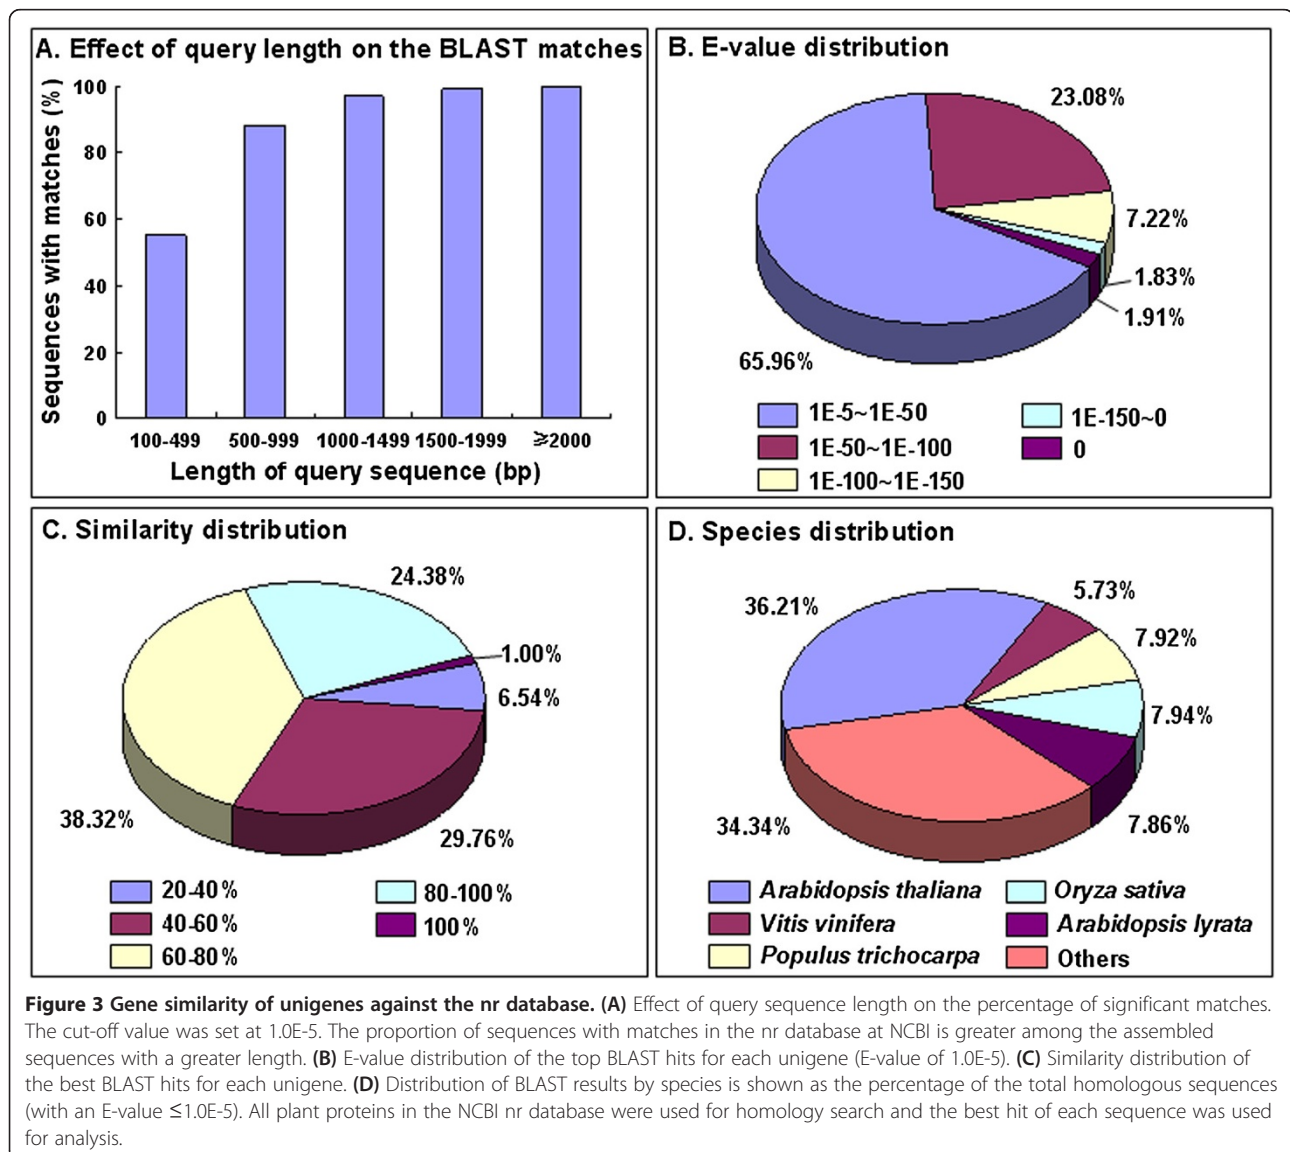 A. Effect of query length on the BLAST matches
Sequences with matches (%)
100
80
60
40
20
0
100-499 500-999 1000-1499 1500-1999 ≥2000
Length of query sequence (bp)
B. E-value distribution
23.08%
7.22%
1.83%
1.91%
65.96%
1E-5~1E-50
1E-50~1E-100
1E-100~1E-150
1E-150~0
0
C. Similarity distribution
24.38%
1.00%
6.54%
38.32%
29.76%
20-40%
40-60%
60-80%
80-100%
100%
D. Species distribution
36.21%
5.73%
7.92%
7.94%
34.34%
7.86%
Arabidopsis thaliana
Vitis vinifera
Populus trichocarpa
Oryza sativa
Arabidopsis lyrata
Others
Figure 3 Gene similarity of unigenes against the nr database. (A) Effect of query sequence length on the percentage of significant matches.
The cut-off value was set at 1.0E-5. The proportion of sequences with matches in the nr database at NCBI is greater among the assembled
sequences with a greater length. (B) E-value distribution of the top BLAST hits for each unigene (E-value of 1.0E-5). (C) Similarity distribution of
the best BLAST hits for each unigene. (D) Distribution of BLAST results by species is shown as the percentage of the total homologous sequences
(with an E-value ≤1.0E-5). All plant proteins in the NCBI nr database were used for homology search and the best hit of each sequence was used
for analysis.